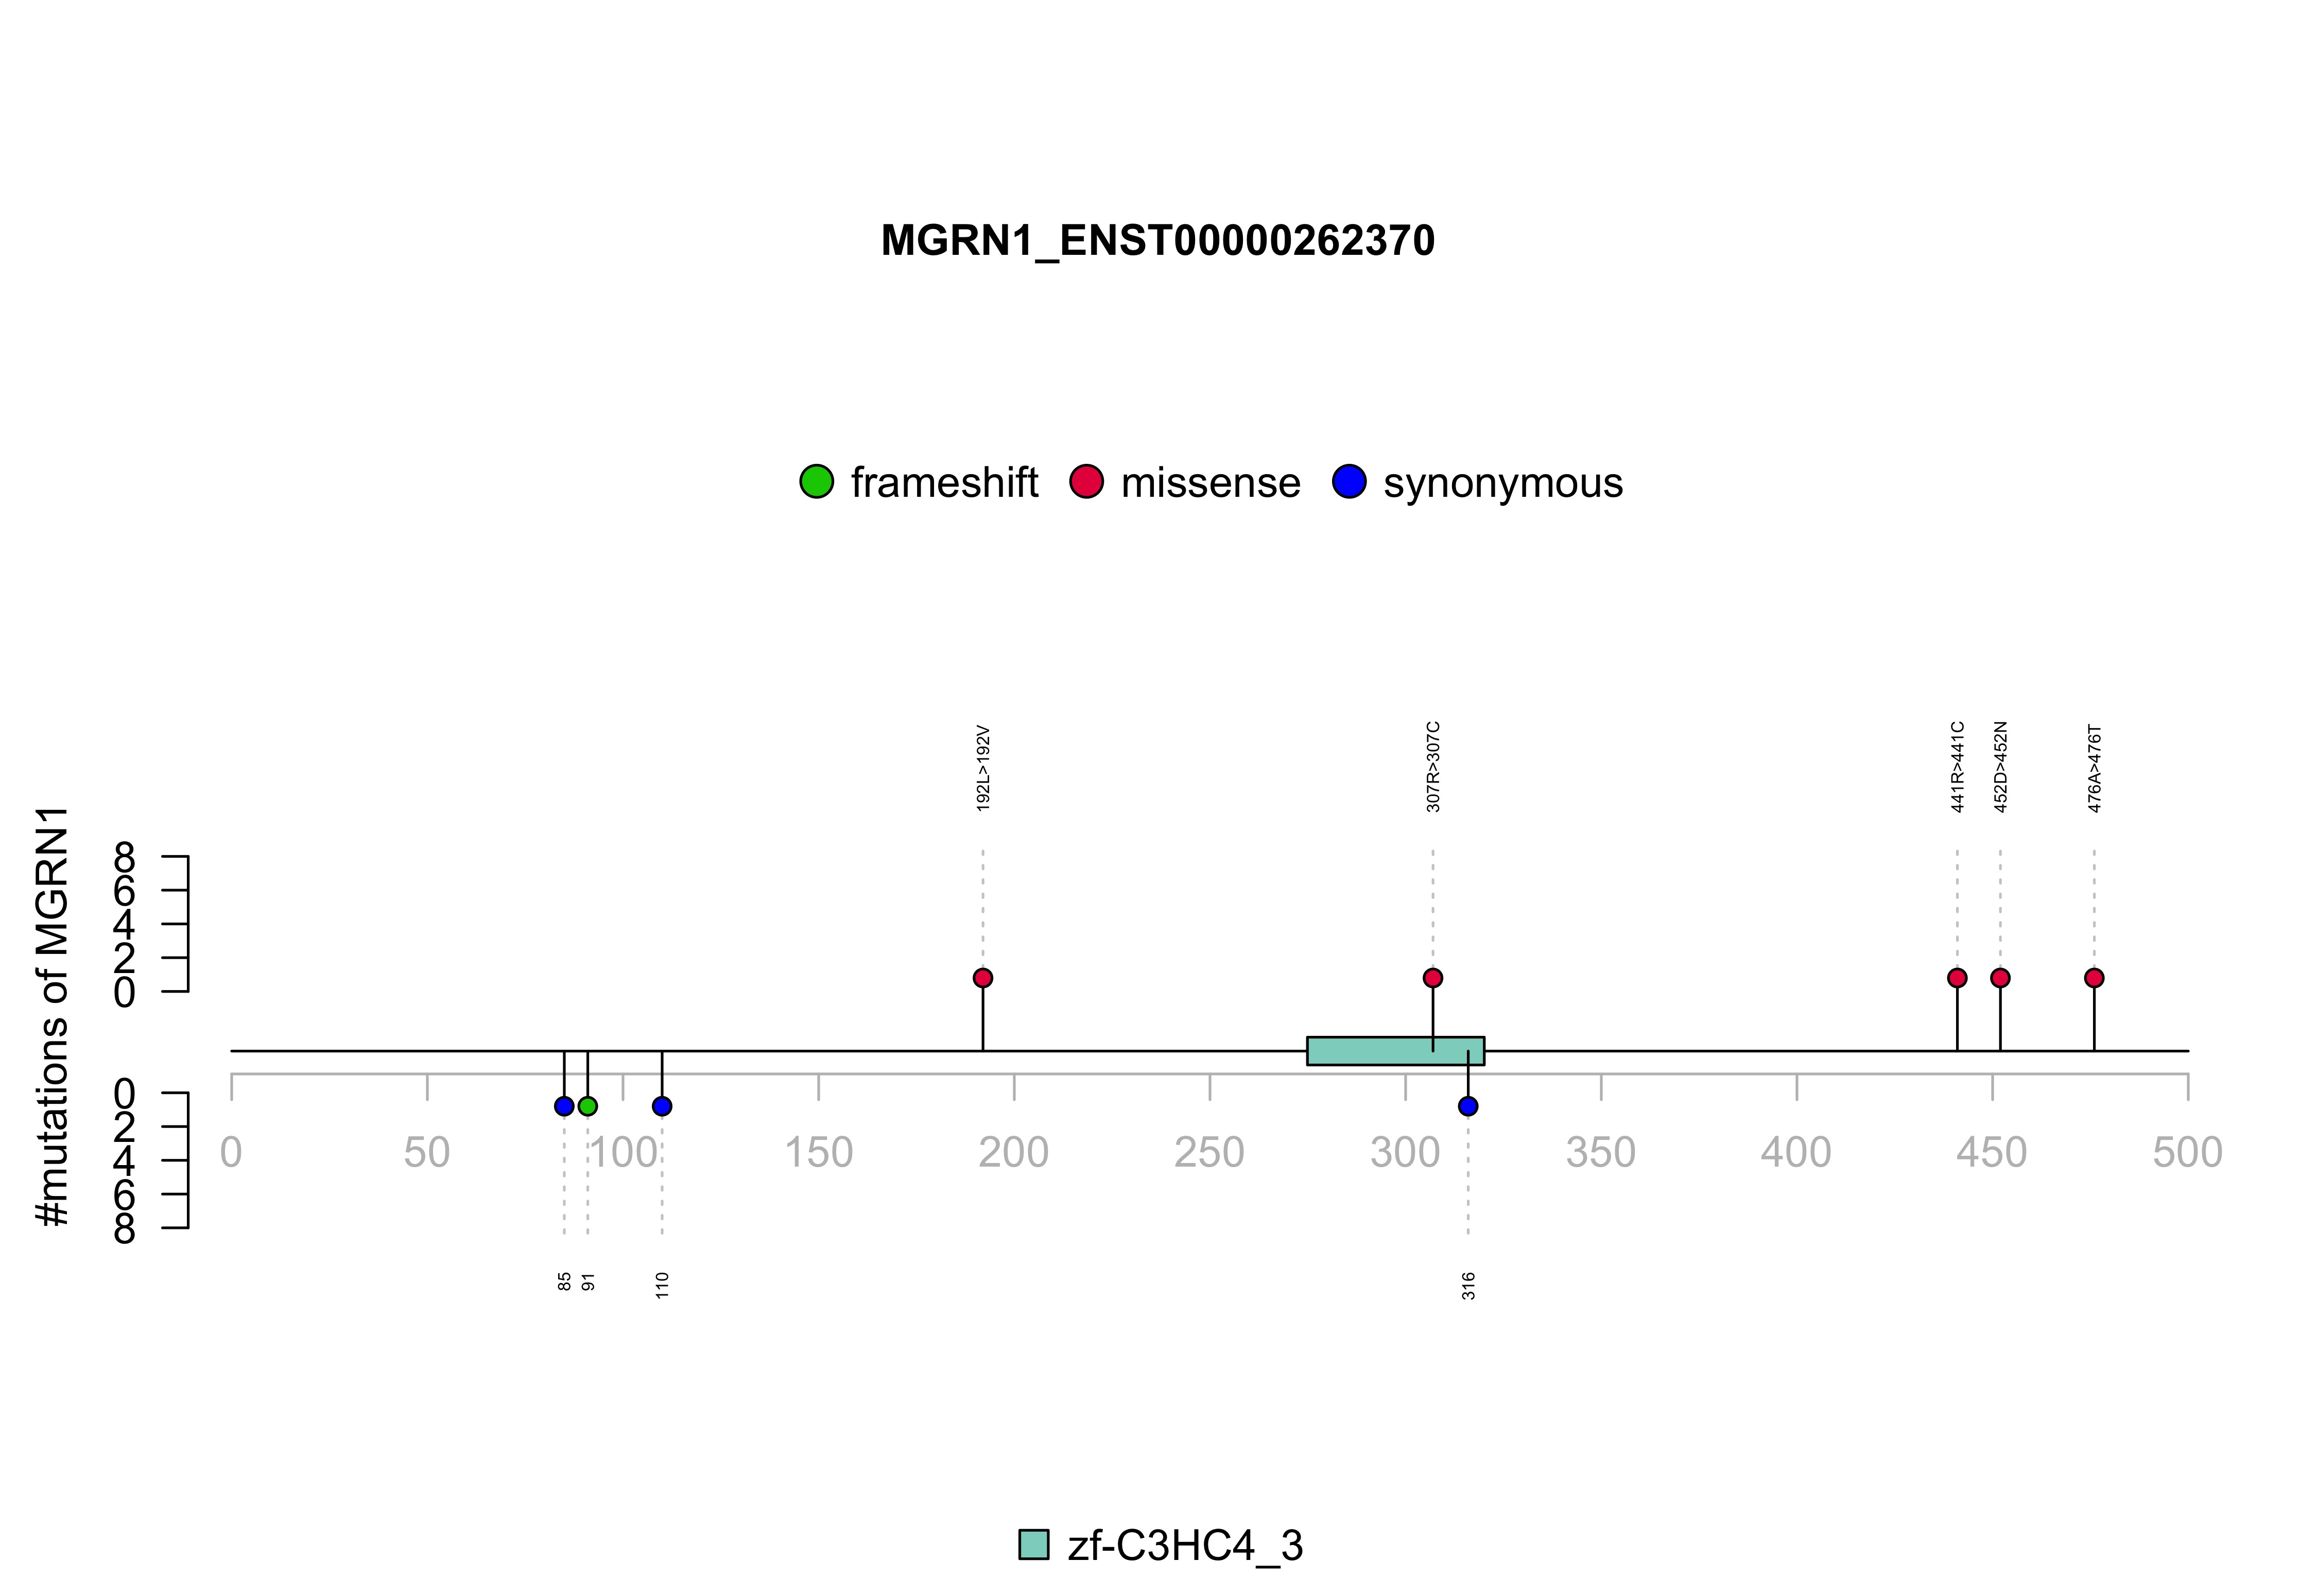 MGRN1_ENST00000262370
frameshift missense synonymous
192L>192V
307R>307C
441R>441C
452D>452N
476A>476T
#mutations of MGRN1
8
6
4
2
0
0
2
4
6
8
0 50 100 150 200 250 300 350 400 450 500
85
91
110
316
zf-C3HC4_3